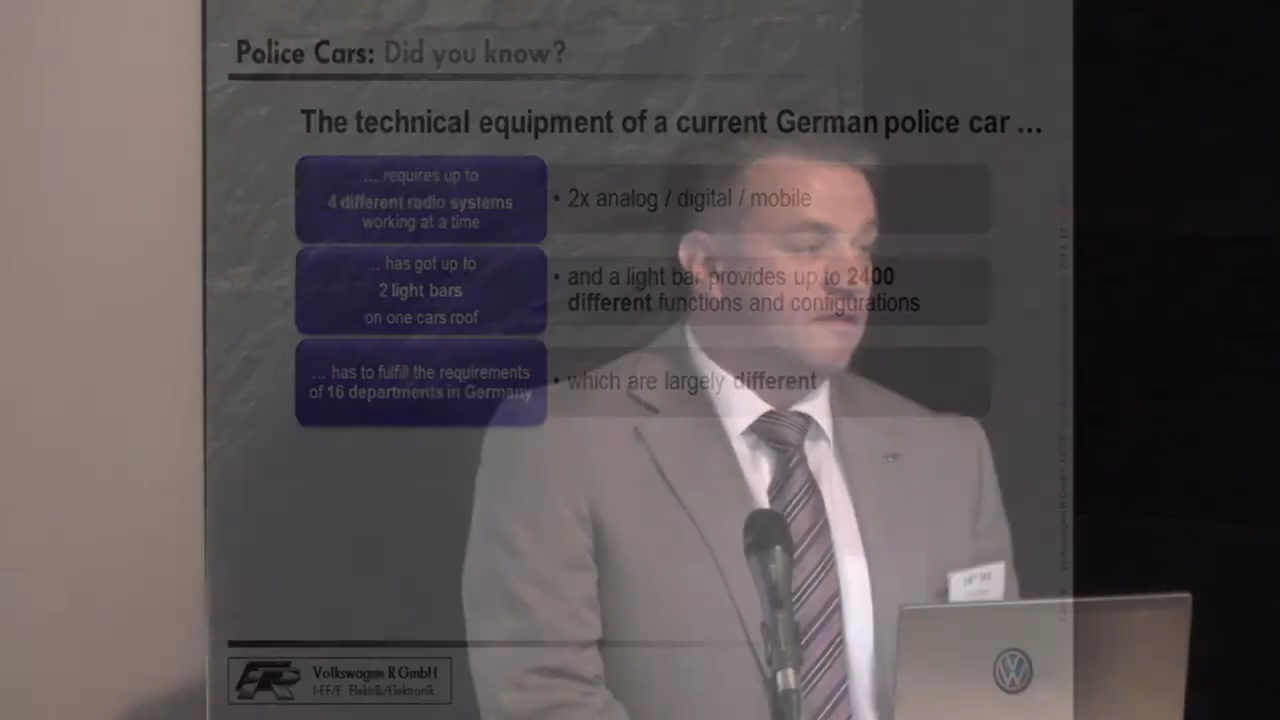 Police Cars: Did you know?
The technical equipment of a current German police car ...
... requires up to
4 different radio systems
working at a time
• 2x analog / digital / mobile
.. has got up to
2 light bars
on one cars roof
• and a light bar provides up to 2400
different functions and configurations
... has to fulfill the requirements
of 16 departments in Germany
• which are largely different
Volkswagen R GmbH
I-EF/E Elektrik/Elektronik